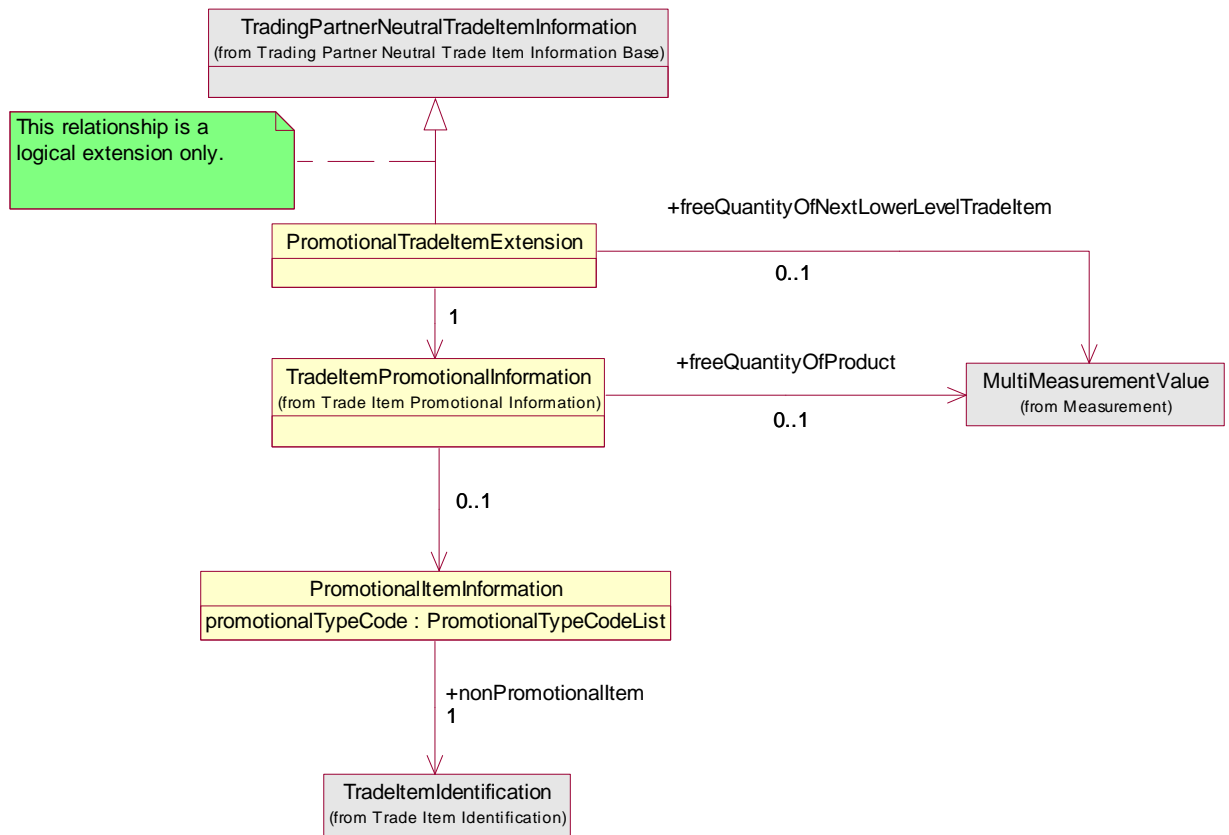 TradingPartnerNeutralTradeItemInformation
(from Trading Partner Neutral Trade Item Information Base)
This relationship is a
logical extension only.
+freeQuantityOfNextLowerLevelTradeItem
PromotionalTradeItemExtension
0..1
1
+freeQuantityOfProduct
TradeItemPromotionalInformation
(from Trade Item Promotional Information)
MultiMeasurementValue
(from Measurement)
0..1
0..1
PromotionalItemInformation
promotionalTypeCode : PromotionalTypeCodeList
+nonPromotionalItem
1
TradeItemIdentification
(from Trade Item Identification)